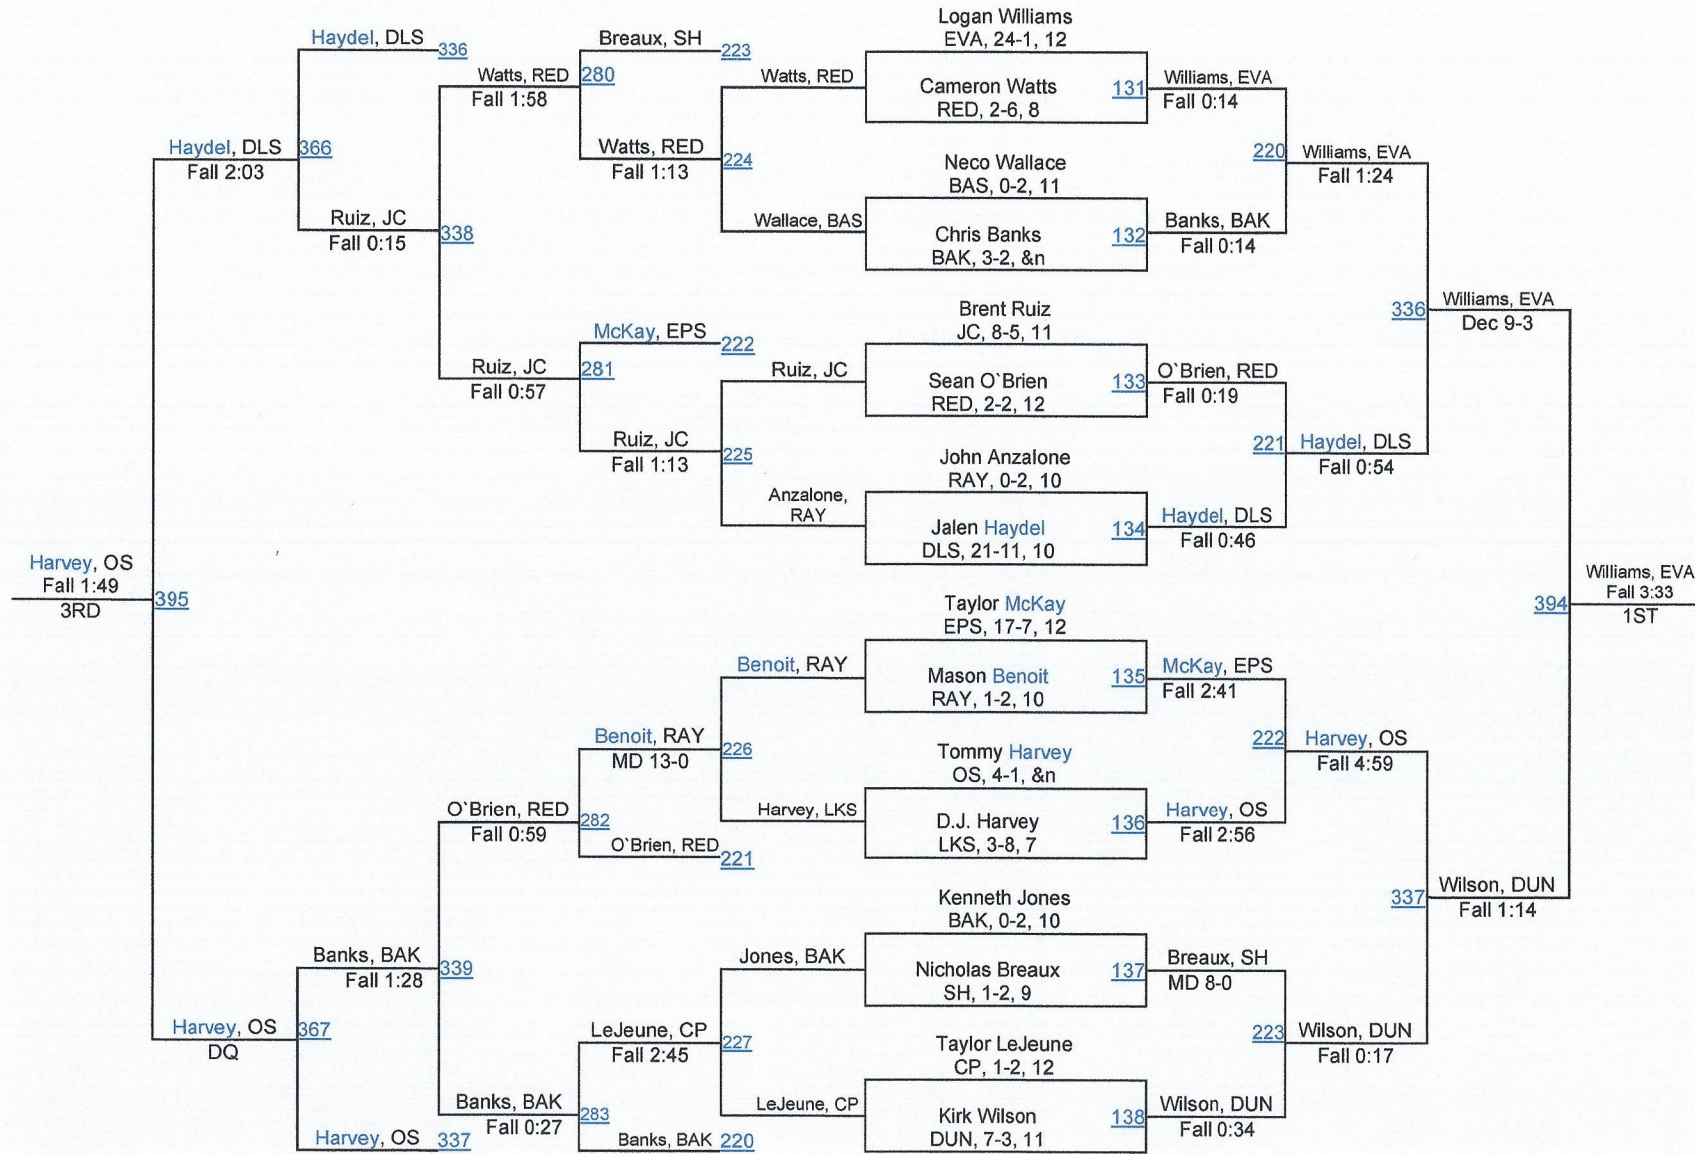 Logan Williams
EVA, 24-1, 12
Haydel, DLS 336
Breaux, SH 223
Watts, RED 280
Fall 1:58
Watts, RED
Cameron Watts 131
RED, 2-6, 8
Williams, EVA
Fall 0:14
Haydel, DLS 366
Fall 2:03
Watts, RED 224
Fall 1:13
Neco Wallace
BAS, 0-2, 11
220 Williams, EVA
Fall 1:24
Ruiz, JC 338
Fall 0:15
Wallace, BAS
Chris Banks 132
BAK, 3-2, &n
Banks, BAK
Fall 0:14
Brent Ruiz
JC, 8-5, 11
336 Williams, EVA
Dec 9-3
McKay, EPS 222
Ruiz, JC 281
Fall 0:57
Ruiz, JC
Sean O`Brien 133
RED, 2-2, 12
O`Brien, RED
Fall 0:19
Ruiz, JC 225
Fall 1:13
John Anzalone
RAY, 0-2, 10
221 Haydel, DLS
Fall 0:54
Anzalone,
RAY
Jalen Haydel 134
DLS, 21-11, 10
Haydel, DLS
Fall 0:46
Harvey, OS
Fall 1:49
3RD
395
Taylor McKay
EPS, 17-7, 12
394
Williams, EVA
Fall 3:33
1ST
Benoit, RAY
Mason Benoit 135
RAY, 1-2, 10
McKay, EPS
Fall 2:41
Benoit, RAY 226
MD 13-0
Tommy Harvey
OS, 4-1, &n
222 Harvey, OS
Fall 4:59
O`Brien, RED 282
Fall 0:59
Harvey, LKS
D.J. Harvey 136
LKS, 3-8, 7
Harvey, OS
Fall 2:56
O`Brien, RED 221
Kenneth Jones
BAK, 0-2, 10
337 Wilson, DUN
Fall 1:14
Banks, BAK 339
Fall 1:28
Jones, BAK
Nicholas Breaux 137
SH, 1-2, 9
Breaux, SH
MD 8-0
Harvey, OS 367
DQ
LeJeune, CP 227
Fall 2:45
Taylor LeJeune
CP, 1-2, 12
223 Wilson, DUN
Fall 0:17
Banks, BAK 283
Fall 0:27
LeJeune, CP
Kirk Wilson 138
DUN, 7-3, 11
Wilson, DUN
Fall 0:34
Harvey, OS 337
Banks, BAK 220